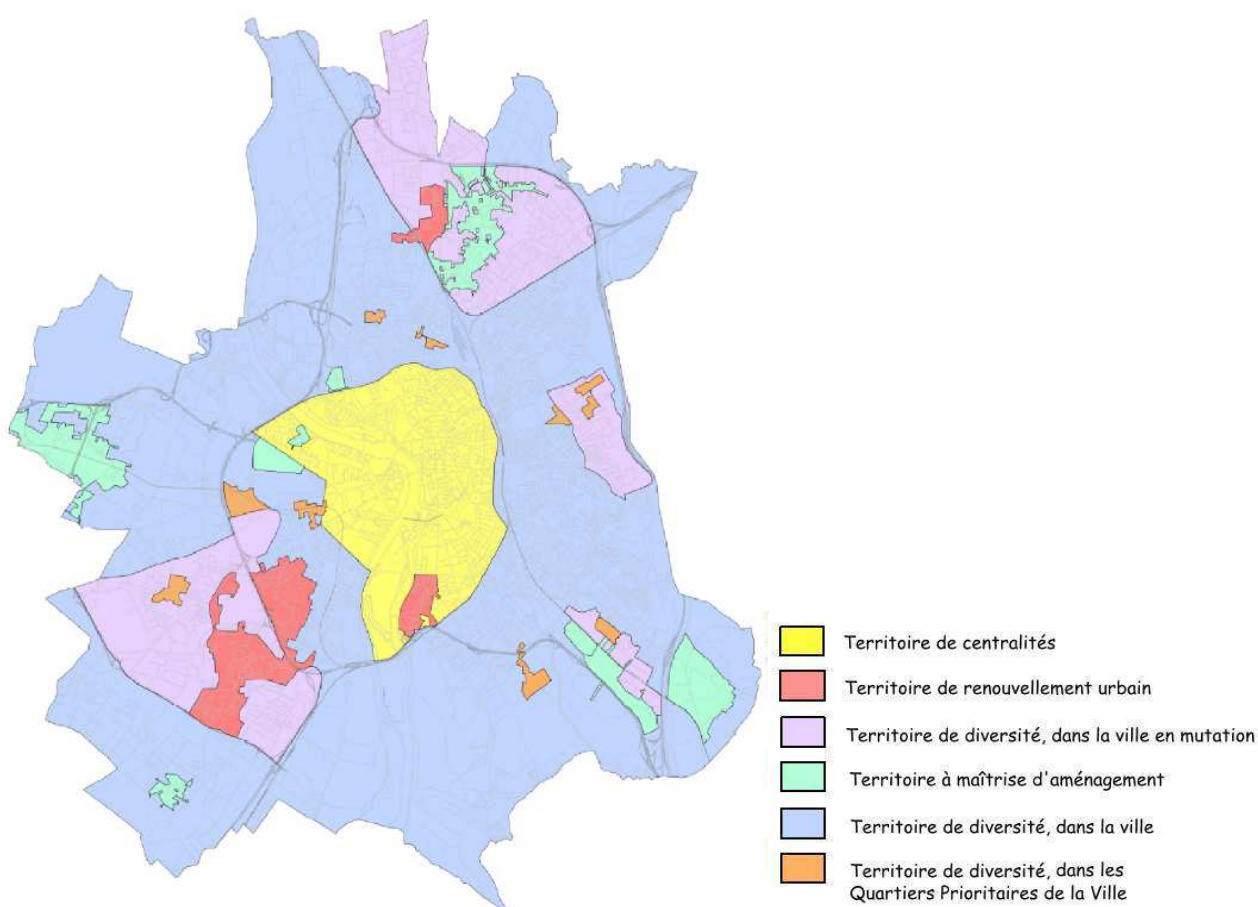 Territoire de centralités
Territoire de renouvellement urbain
Territoire de diversité, dans la ville en mutation
Territoire à maîtrise d'aménagement
Territoire de diversité, dans la ville
Territoire de diversité, dans les
Quartiers Prioritaires de la Ville